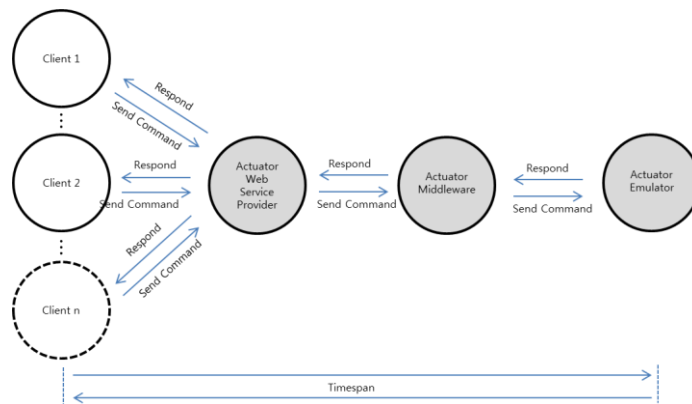 Client 1
Respond
Send Command
Client 2
Respond
Send Command
Actuator
Web
Service
Provider
Respond
Send Command
Actuator
Middleware
Respond
Send Command
Actuator
Emulator
Respond
Send Command
Client n
Timespan